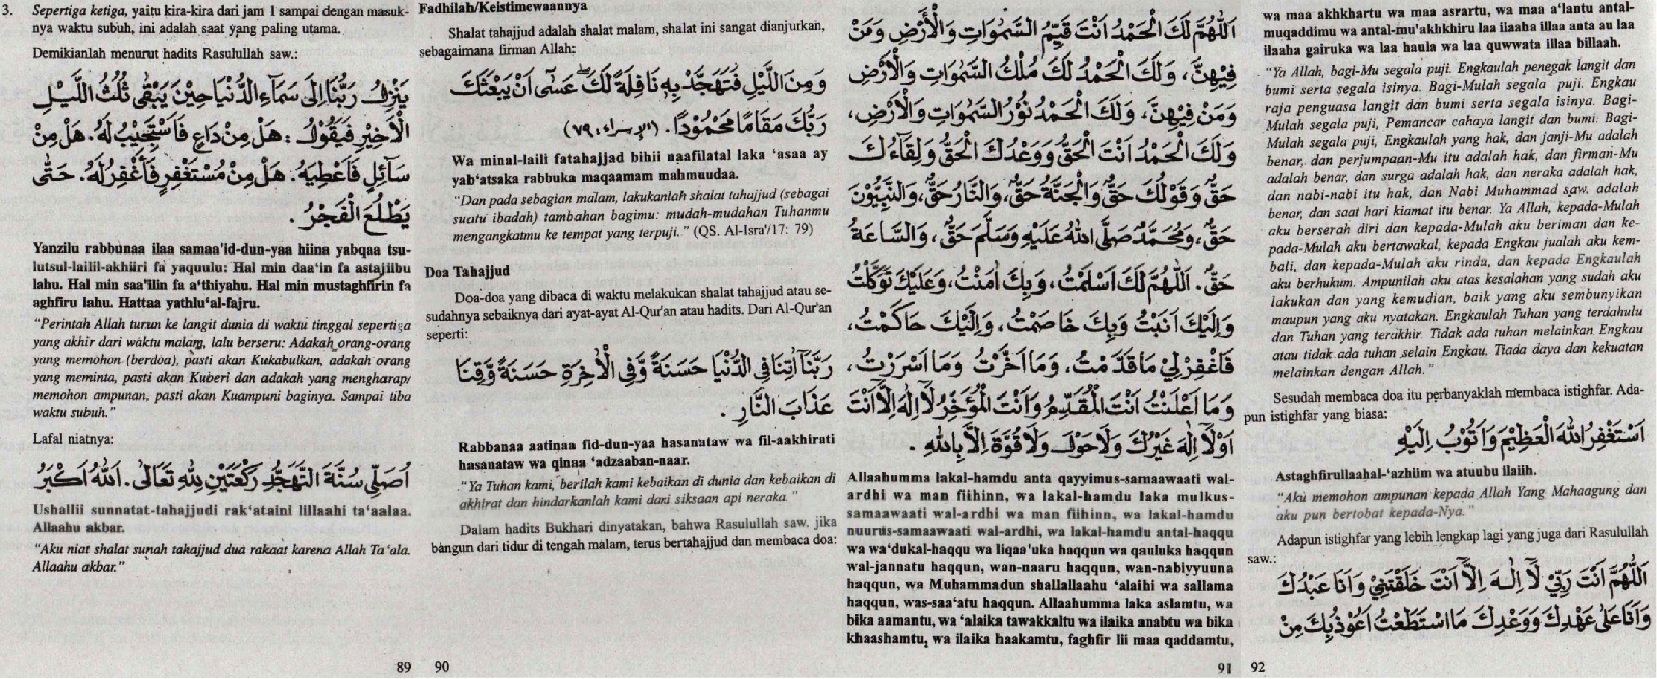 3. Sepertiga ketiga, yaitu kira-kira dari jam 1 sampai dengan masuk-
nya waktu subuh, ini adalah saat yang paling utama.
Demikianlah menurut hadits Rasulullah saw.:
يَنْزِلُ رَبُّنَا اِلَى سَمَآءِ الدُّنْيَا حِيْنَ يَبْقَى ثُلُثُ اللَّيْلِ
الْاَخِيْرِ فَيَقُوْلُ : هَلْ مِنْ دَاعٍ فَاَسْتَجِيْبُ لَهُ. هَلْ مِنْ
سَآئِلٍ فَاُعْطِيَهُ. هَلْ مِنْ مُسْتَغْفِرٍ فَاَغْفِرُ لَهُ. حَتَّى
يَطْلُعَ الْفَجْرُ .
Yanzilu rabbunaa ilaa samaa'id-dun-yaa hiina yabqaa tsu-
lutsul-lailil-akhiiri fa yaquulu: Hal min daa‘in fa astajiibu
lahu. Hal min saa'ilin fa a‘thiyahu. Hal min mustaghfirin fa
aghfiru lahu. Hattaa yathlu‘al-fajru.
"Perintah Allah turun ke langit dunia di waktu tinggal sepertiga
yang akhir dari waktu malam, lalu berseru: Adakah orang-orang
yang memohon (berdoa), pasti akan Kukabulkan, adakah orang
yang meminta, pasti akan Kuberi dan adakah yang mengharap/
memohon ampunan, pasti akan Kuampuni baginya. Sampai tiba
waktu subuh."
Lafal niatnya:
اُصَلِّى سُنَّةَ التَّهَجُّدِ رَكْعَتَيْنِ لِلّٰهِ تَعَالٰى. اَللّٰهُ اَكْبَرُ
Ushallii sunnatat-tahajjudi rak‘ataini lillaahi ta‘aalaa.
Allaahu akbar.
"Aku niat shalat sunah tahajjud dua rakaat karena Allah Ta‘ala.
Allaahu akbar."
89
Fadhilah/Keistimewaannya
Shalat tahajjud adalah shalat malam, shalat ini sangat dianjurkan,
sebagaimana firman Allah:
وَمِنَ اللَّيْلِ فَتَهَجَّدْ بِهِ نَافِلَةً لَكَ عَسٰى اَنْ يَبْعَثَكَ
رَبُّكَ مَقَامًا مَحْمُوْدًا. (الإسراء : ٧٩)
Wa minal-laili fatahajjad bihii naafilatal laka ‘asaa ay
yab‘atsaka rabbuka maqaamam mahmuudaa.
"Dan pada sebagian malam, lakukanlah shalat tahajjud (sebagai
suatu ibadah) tambahan bagimu: mudah-mudahan Tuhanmu
mengangkatmu ke tempat yang terpuji." (QS. Al-Isra'/17: 79)
Doa Tahajjud
Doa-doa yang dibaca di waktu melakukan shalat tahajjud atau se-
sudahnya sebaiknya dari ayat-ayat Al-Qur'an atau hadits. Dari Al-Qur'an
seperti:
رَبَّنَا اٰتِنَا فِى الدُّنْيَا حَسَنَةً وَّفِى الْاٰخِرَةِ حَسَنَةً وَّقِنَا
عَذَابَ النَّارِ .
Rabbanaa aatinaa fid-dun-yaa hasanataw wa fil-aakhirati
hasanataw wa qinaa ‘adzaaban-naar.
"Ya Tuhan kami, berilah kami kebaikan di dunia dan kebaikan di
akhirat dan hindarkanlah kami dari siksaan api neraka."
Dalam hadits Bukhari dinyatakan, bahwa Rasulullah saw. jika
bangun dari tidur di tengah malam, terus bertahajjud dan membaca doa:
90
اَللّٰهُمَّ لَكَ الْحَمْدُ اَنْتَ قَيِّمُ السَّمٰوَاتِ وَالْاَرْضِ وَمَنْ
فِيْهِنَّ، وَلَكَ الْحَمْدُ لَكَ مُلْكُ السَّمٰوَاتِ وَالْاَرْضِ
وَمَنْ فِيْهِنَّ، وَلَكَ الْحَمْدُ نُوْرُ السَّمٰوَاتِ وَالْاَرْضِ،
وَلَكَ الْحَمْدُ اَنْتَ الْحَقُّ وَوَعْدُكَ الْحَقُّ وَلِقَاءُكَ
حَقٌّ وَقَوْلُكَ حَقٌّ وَالْجَنَّةُ حَقٌّ، وَالنَّارُ حَقٌّ، وَالنَّبِيُّوْنَ
حَقٌّ، وَمُحَمَّدٌ صَلَّى اللّٰهُ عَلَيْهِ وَسَلَّمَ حَقٌّ، وَالسَّاعَةُ
حَقٌّ. اَللّٰهُمَّ لَكَ اَسْلَمْتُ، وَبِكَ اٰمَنْتُ، وَعَلَيْكَ تَوَكَّلْتُ
وَاِلَيْكَ اَنَبْتُ وَبِكَ خَاصَمْتُ، وَاِلَيْكَ حَاكَمْتُ،
فَاغْفِرْلِيْ مَا قَدَّمْتُ، وَمَا اَخَّرْتُ وَمَا اَسْرَرْتُ،
وَمَا اَعْلَنْتُ اَنْتَ الْمُقَدِّمُ وَاَنْتَ الْمُؤَخِّرُ لَا اِلٰهَ اِلَّا اَنْتَ
اَوْ لَا اِلٰهَ غَيْرُكَ وَلَا حَوْلَ وَلَا قُوَّةَ اِلَّا بِاللّٰهِ .
Allaahumma lakal-hamdu anta qayyimus-samaawaati wal-
ardhi wa man fiihinn, wa lakal-hamdu laka mulkus-
samaawaati wal-ardhi wa man fiihinn, wa lakal-hamdu
nuurus-samaawaati wal-ardhi, wa lakal-hamdu antal-haqqu
wa wa‘dukal-haqqu wa liqaa'uka haqqun wa qauluka haqqun
wal-jannatu haqqun, wan-naaru haqqun, wan-nabiyyuuna
haqqun, wa Muhammadun shallallaahu ‘alaihi wa sallama
haqqun, was-saa‘atu haqqun. Allaahumma laka aslamtu, wa
bika aamantu, wa ‘alaika tawakkaltu wa ilaika anabtu wa bika
khaashamtu, wa ilaika haakamtu, faghfir lii maa qaddamtu,
91
wa maa akhkhartu wa maa asrartu, wa maa a‘lantu antal-
muqaddimu wa antal-mu'akhkhiru laa ilaaha illaa anta au laa
ilaaha gairuka wa laa haula wa laa quwwata illaa billaah.
"Ya Allah, bagi-Mu segala puji. Engkaulah penegak langit dan
bumi serta segala isinya. Bagi-Mulah segala puji. Engkau
raja penguasa langit dan bumi serta segala isinya. Bagi-
Mulah segala puji, Pemancar cahaya langit dan bumi. Bagi-
Mulah segala puji, Engkaulah yang hak, dan janji-Mu adalah
benar, dan perjumpaan-Mu itu adalah hak, dan firman-Mu
adalah benar, dan surga adalah hak, dan neraka adalah hak,
dan nabi-nabi itu hak, dan Nabi Muhammad saw. adalah
benar, dan saat hari kiamat itu benar. Ya Allah, kepada-Mulah
aku berserah diri dan kepada-Mulah aku beriman dan ke-
pada-Mulah aku bertawakal, kepada Engkau jualah aku kem-
bali, dan kepada-Mulah aku rindu, dan kepada Engkaulah
aku berhukum. Ampunilah aku atas kesalahan yang sudah aku
lakukan dan yang kemudian, baik yang aku sembunyikan
maupun yang aku nyatakan. Engkaulah Tuhan yang terdahulu
dan Tuhan yang terakhir. Tidak ada tuhan melainkan Engkau
atau tidak ada tuhan selain Engkau. Tiada daya dan kekuatan
melainkan dengan Allah."
Sesudah membaca doa itu perbanyaklah membaca istighfar. Ada-
pun istighfar yang biasa:
اَسْتَغْفِرُ اللّٰهَ الْعَظِيْمَ وَاَتُوْبُ اِلَيْهِ
Astaghfirullaahal-‘azhiim wa atuubu ilaiih.
"Aku memohon ampunan kepada Allah Yang Mahaagung dan
aku pun bertobat kepada-Nya."
Adapun istighfar yang lebih lengkap lagi yang juga dari Rasulullah
saw.:
اَللّٰهُمَّ اَنْتَ رَبِّيْ لَا اِلٰهَ اِلَّا اَنْتَ خَلَقْتَنِيْ وَاَنَا عَبْدُكَ
وَاَنَا عَلَى عَهْدِكَ وَوَعْدِكَ مَا اسْتَطَعْتُ اَعُوْذُ بِكَ مِنْ
92